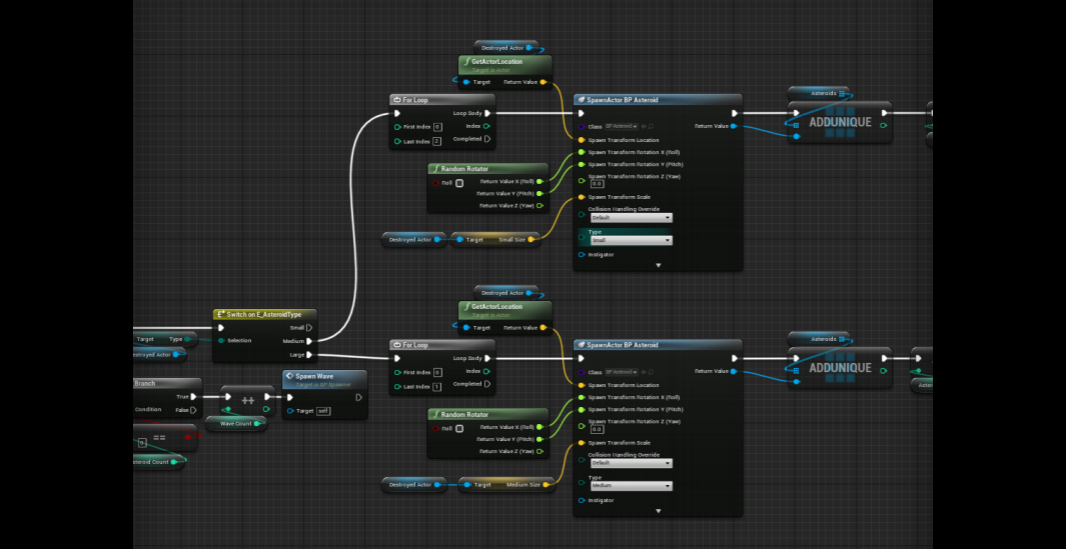 Destroyed Actor
GetActorLocation
Target is Actor
Target Return Value
For Loop
Loop Body
First Index 0 Index
Last Index 2 Completed
SpawnActor BP Asteroid
Class BP Asteroid Return Value
Spawn Transform Location
Spawn Transform Rotation X (Roll)
Spawn Transform Rotation Y (Pitch)
Spawn Transform Rotation Z (Yaw)
0.0
Spawn Transform Scale
Collision Handling Override
Default
Type
Small
Instigator
Asteroids
ADDUNIQUE
Random Rotator
Roll Return Value X (Roll)
Return Value Y (Pitch)
Return Value Z (Yaw)
Destroyed Actor Target Small Size
Destroyed Actor
GetActorLocation
Target is Actor
Target Return Value
Switch on E_AsteroidType
Small
Selection Medium
Large
Target Type
For Loop
Loop Body
First Index 0 Index
Last Index 1 Completed
SpawnActor BP Asteroid
Class BP Asteroid Return Value
Spawn Transform Location
Spawn Transform Rotation X (Roll)
Spawn Transform Rotation Y (Pitch)
Spawn Transform Rotation Z (Yaw)
0.0
Spawn Transform Scale
Collision Handling Override
Default
Type
Medium
Instigator
Asteroids
ADDUNIQUE
Random Rotator
Roll Return Value X (Roll)
Return Value Y (Pitch)
Return Value Z (Yaw)
Destroyed Actor Target Medium Size
estroyed Actor
Branch
True
Condition False
++
Wave Count
Spawn Wave
Target is BP Spawner
Target self
0 ==
steroid Count